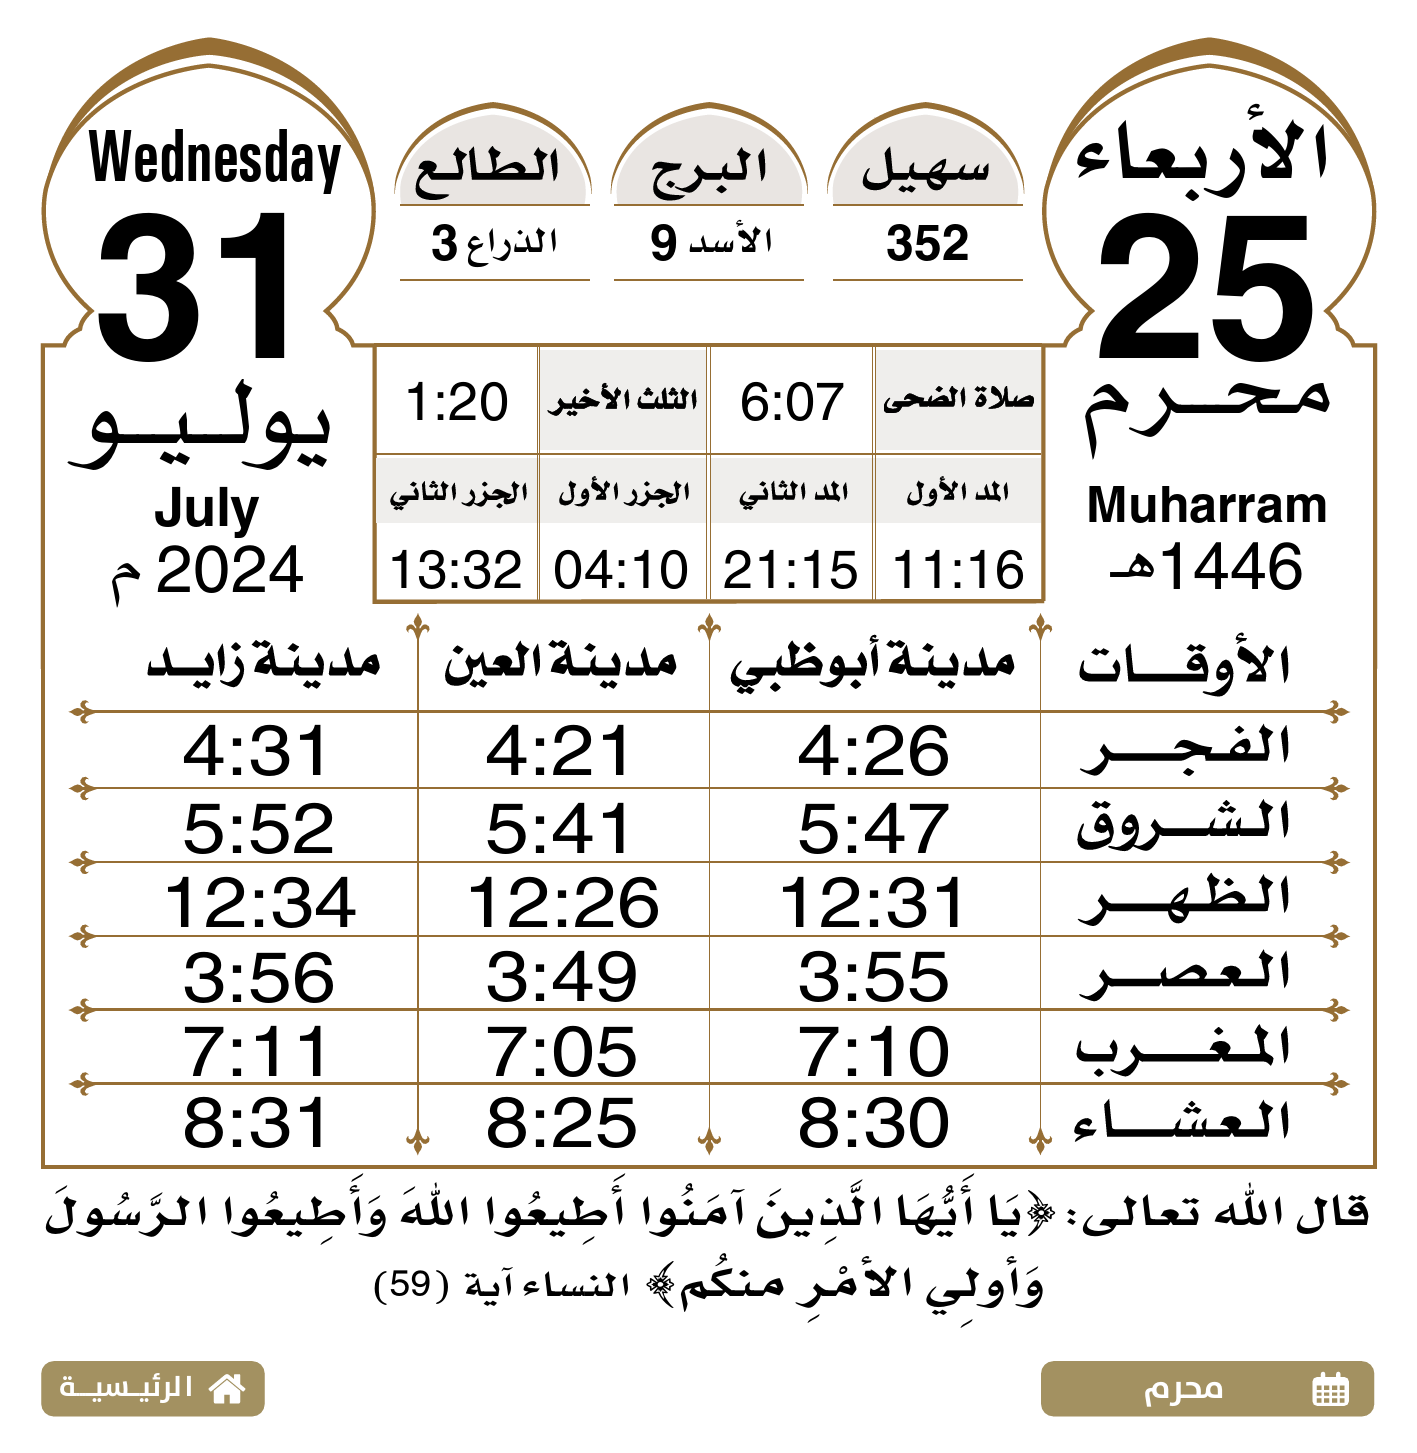 الأربعاء
25
محرم
Muharram
1446هـ
سهيل
352
البرج
الأسد 9
الطالع
الذراع 3
Wednesday
31
يوليو
July
2024 م
صلاة الضحى 6:07 الثلث الأخير 1:20
المد الأول المد الثاني الجزر الأول الجزر الثاني
11:16 21:15 04:10 13:32
الأوقات مدينة أبوظبي مدينة العين مدينة زايد
الفجر 4:26 4:21 4:31
الشروق 5:47 5:41 5:52
الظهر 12:31 12:26 12:34
العصر 3:55 3:49 3:56
المغرب 7:10 7:05 7:11
العشاء 8:30 8:25 8:31
قال الله تعالى: ﴿يَا أَيُّهَا الَّذِينَ آمَنُوا أَطِيعُوا اللهَ وَأَطِيعُوا الرَّسُولَ
وَأولِي الأمْرِ منكُم﴾ النساء آية (59)
محرم
الرئيسية